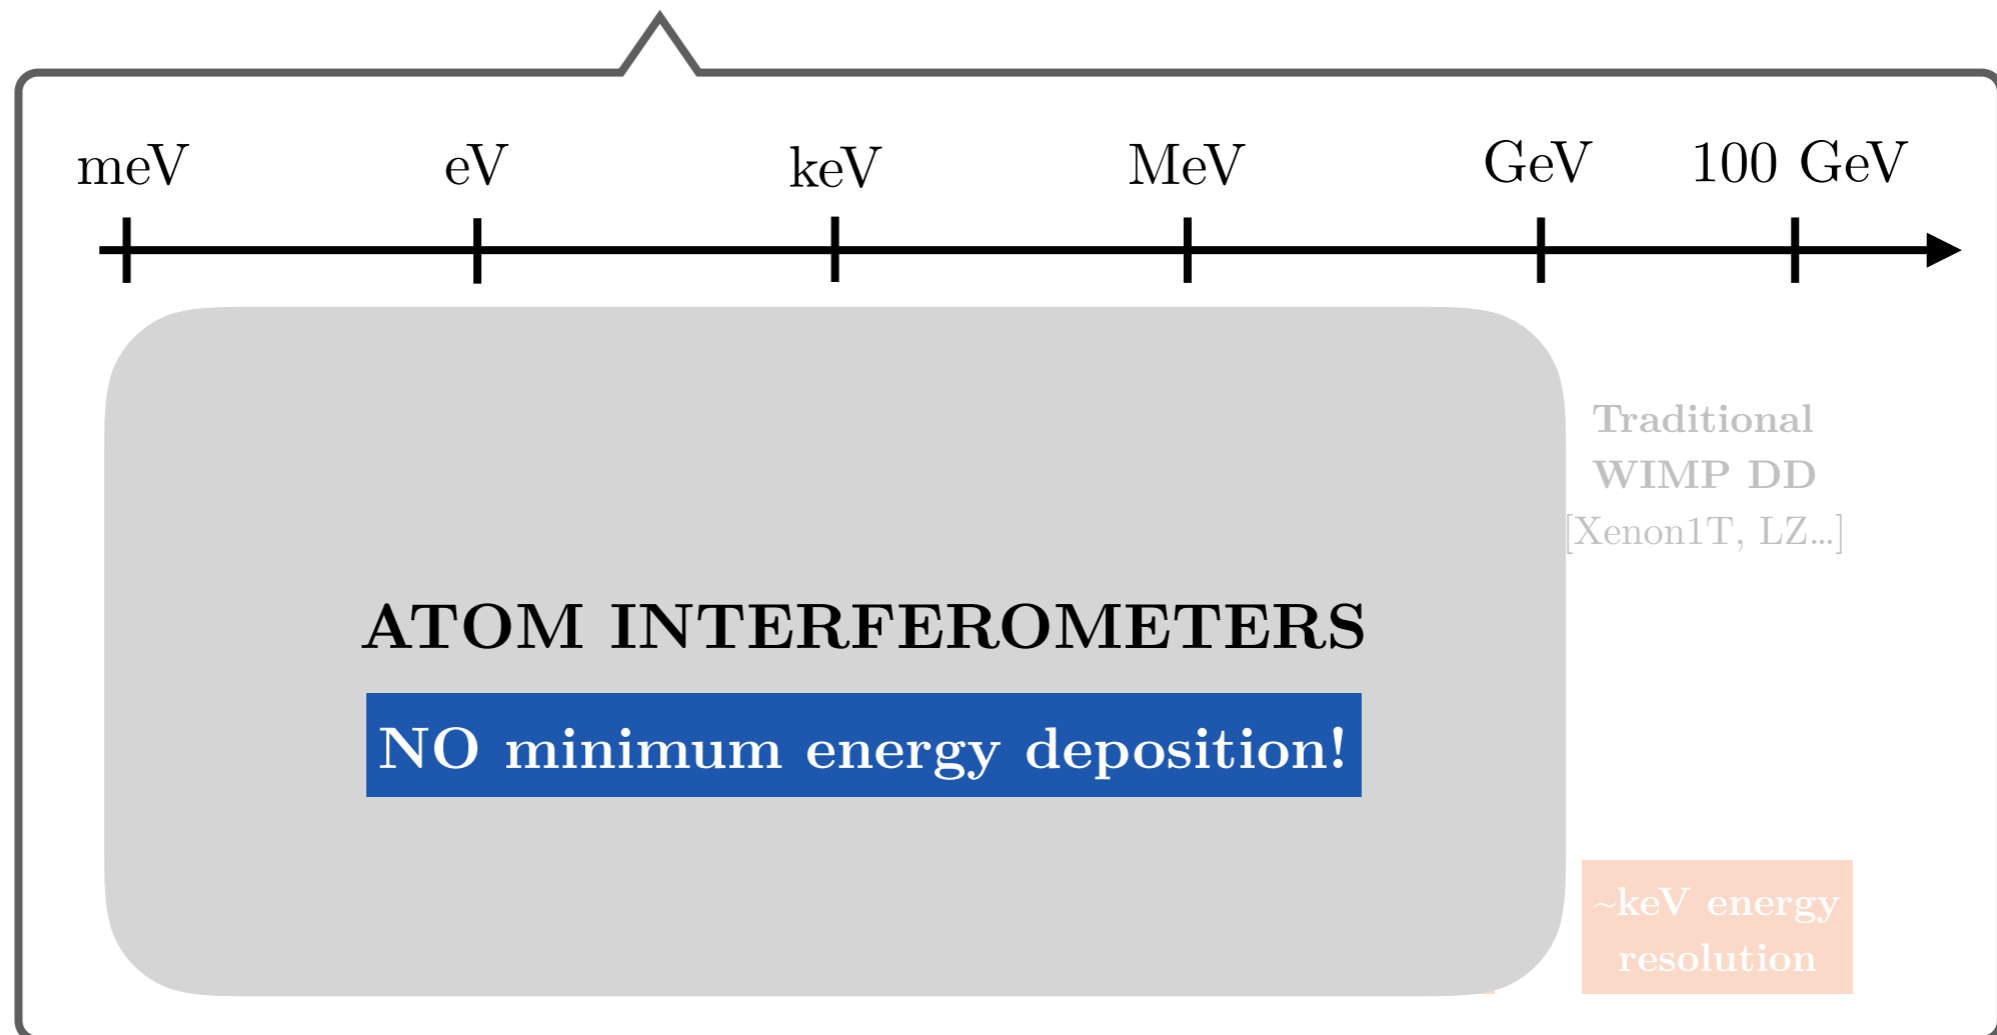 meV eV keV MeV GeV 100 GeV
Traditional
WIMP DD
[Xenon1T, LZ...]
ATOM INTERFEROMETERS
NO minimum energy deposition!
~keV energy
resolution